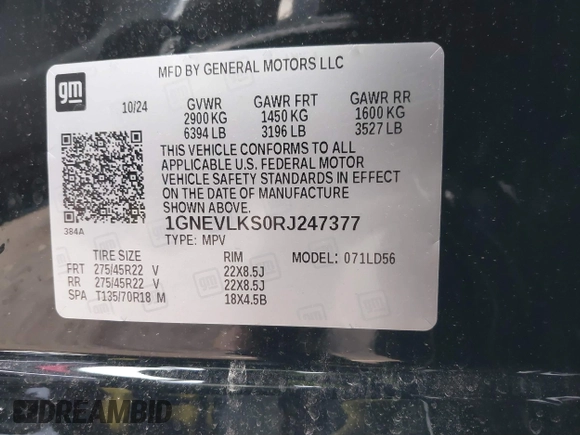 MFD BY GENERAL MOTORS LLC
gm
10/24 GVWR GAWR FRT GAWR RR
2900 KG 1450 KG 1600 KG
6394 LB 3196 LB 3527 LB
THIS VEHICLE CONFORMS TO ALL
APPLICABLE U.S. FEDERAL MOTOR
VEHICLE SAFETY STANDARDS IN EFFECT
ON THE DATE OF MANUFACTURE
SHOWN ABOVE.
384A
1GNEVLKS0RJ247377
TYPE: MPV
TIRE SIZE RIM MODEL: 071LD56
FRT 275/45R22 V 22X8.5J
RR 275/45R22 V 22X8.5J
SPA T135/70R18 M 18X4.5B
DREAMBID